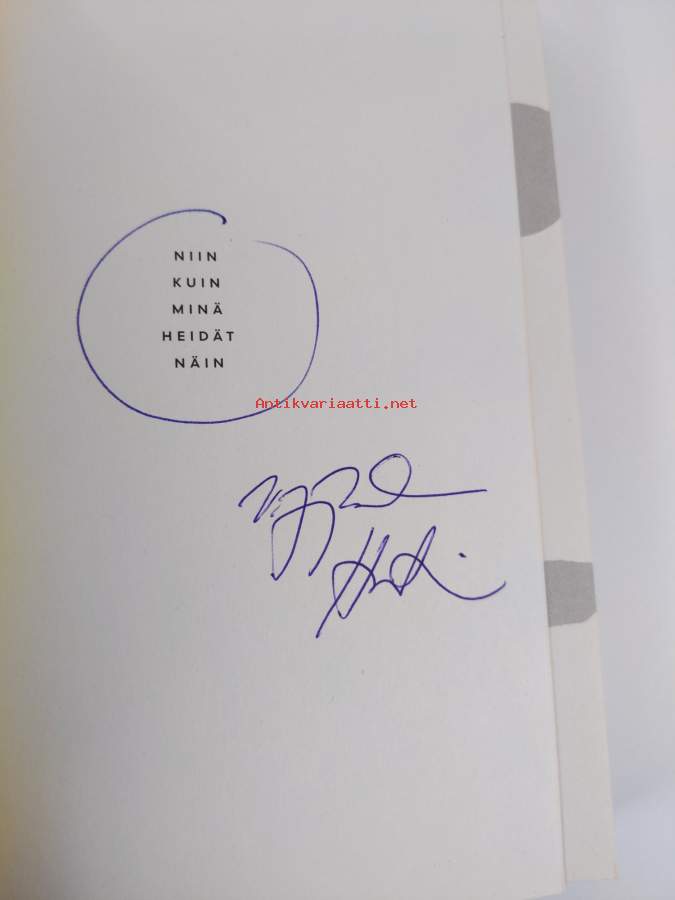 NIIN
KUIN
MINÄ
HEIDÄT
NÄIN
Antikvariaatti.net